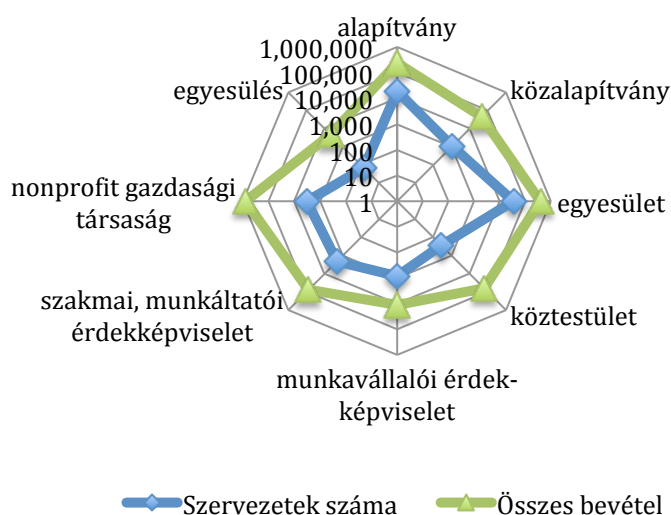 alapítvány
1,000,000
100,000
10,000
1,000
100
10
1
közalapítvány
egyesület
köztestület
munkavállalói érdek-
képviselet
szakmai, munkáltatói
érdekképviselet
nonprofit gazdasági
társaság
egyesülés
Szervezetek száma
Összes bevétel